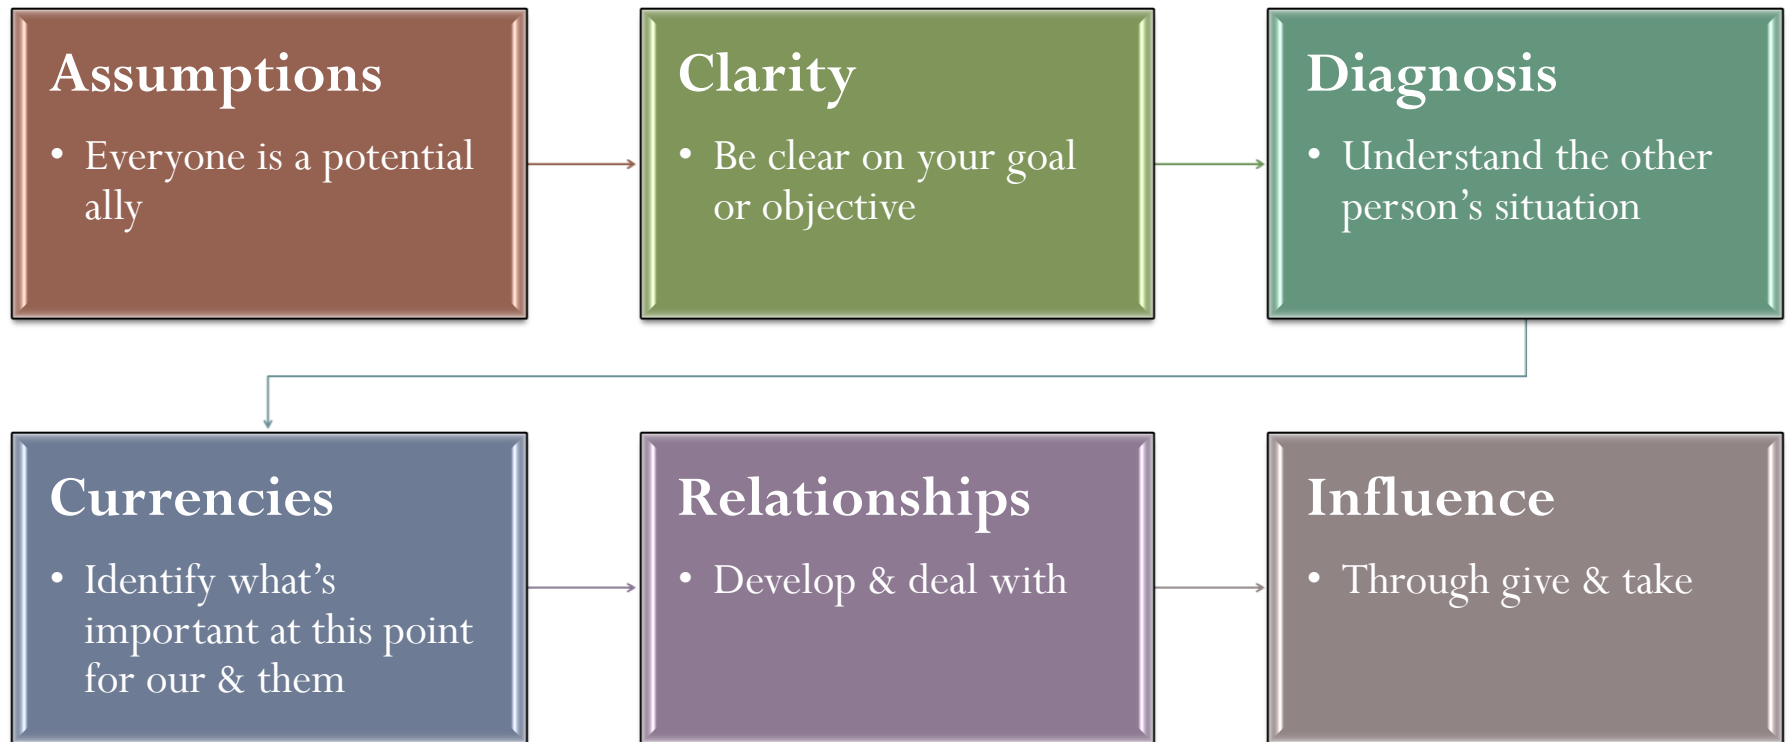 Assumptions
• Everyone is a potential
ally
Clarity
• Be clear on your goal
or objective
Diagnosis
• Understand the other
person’s situation
Currencies
• Identify what’s
important at this point
for our & them
Relationships
• Develop & deal with
Influence
• Through give & take